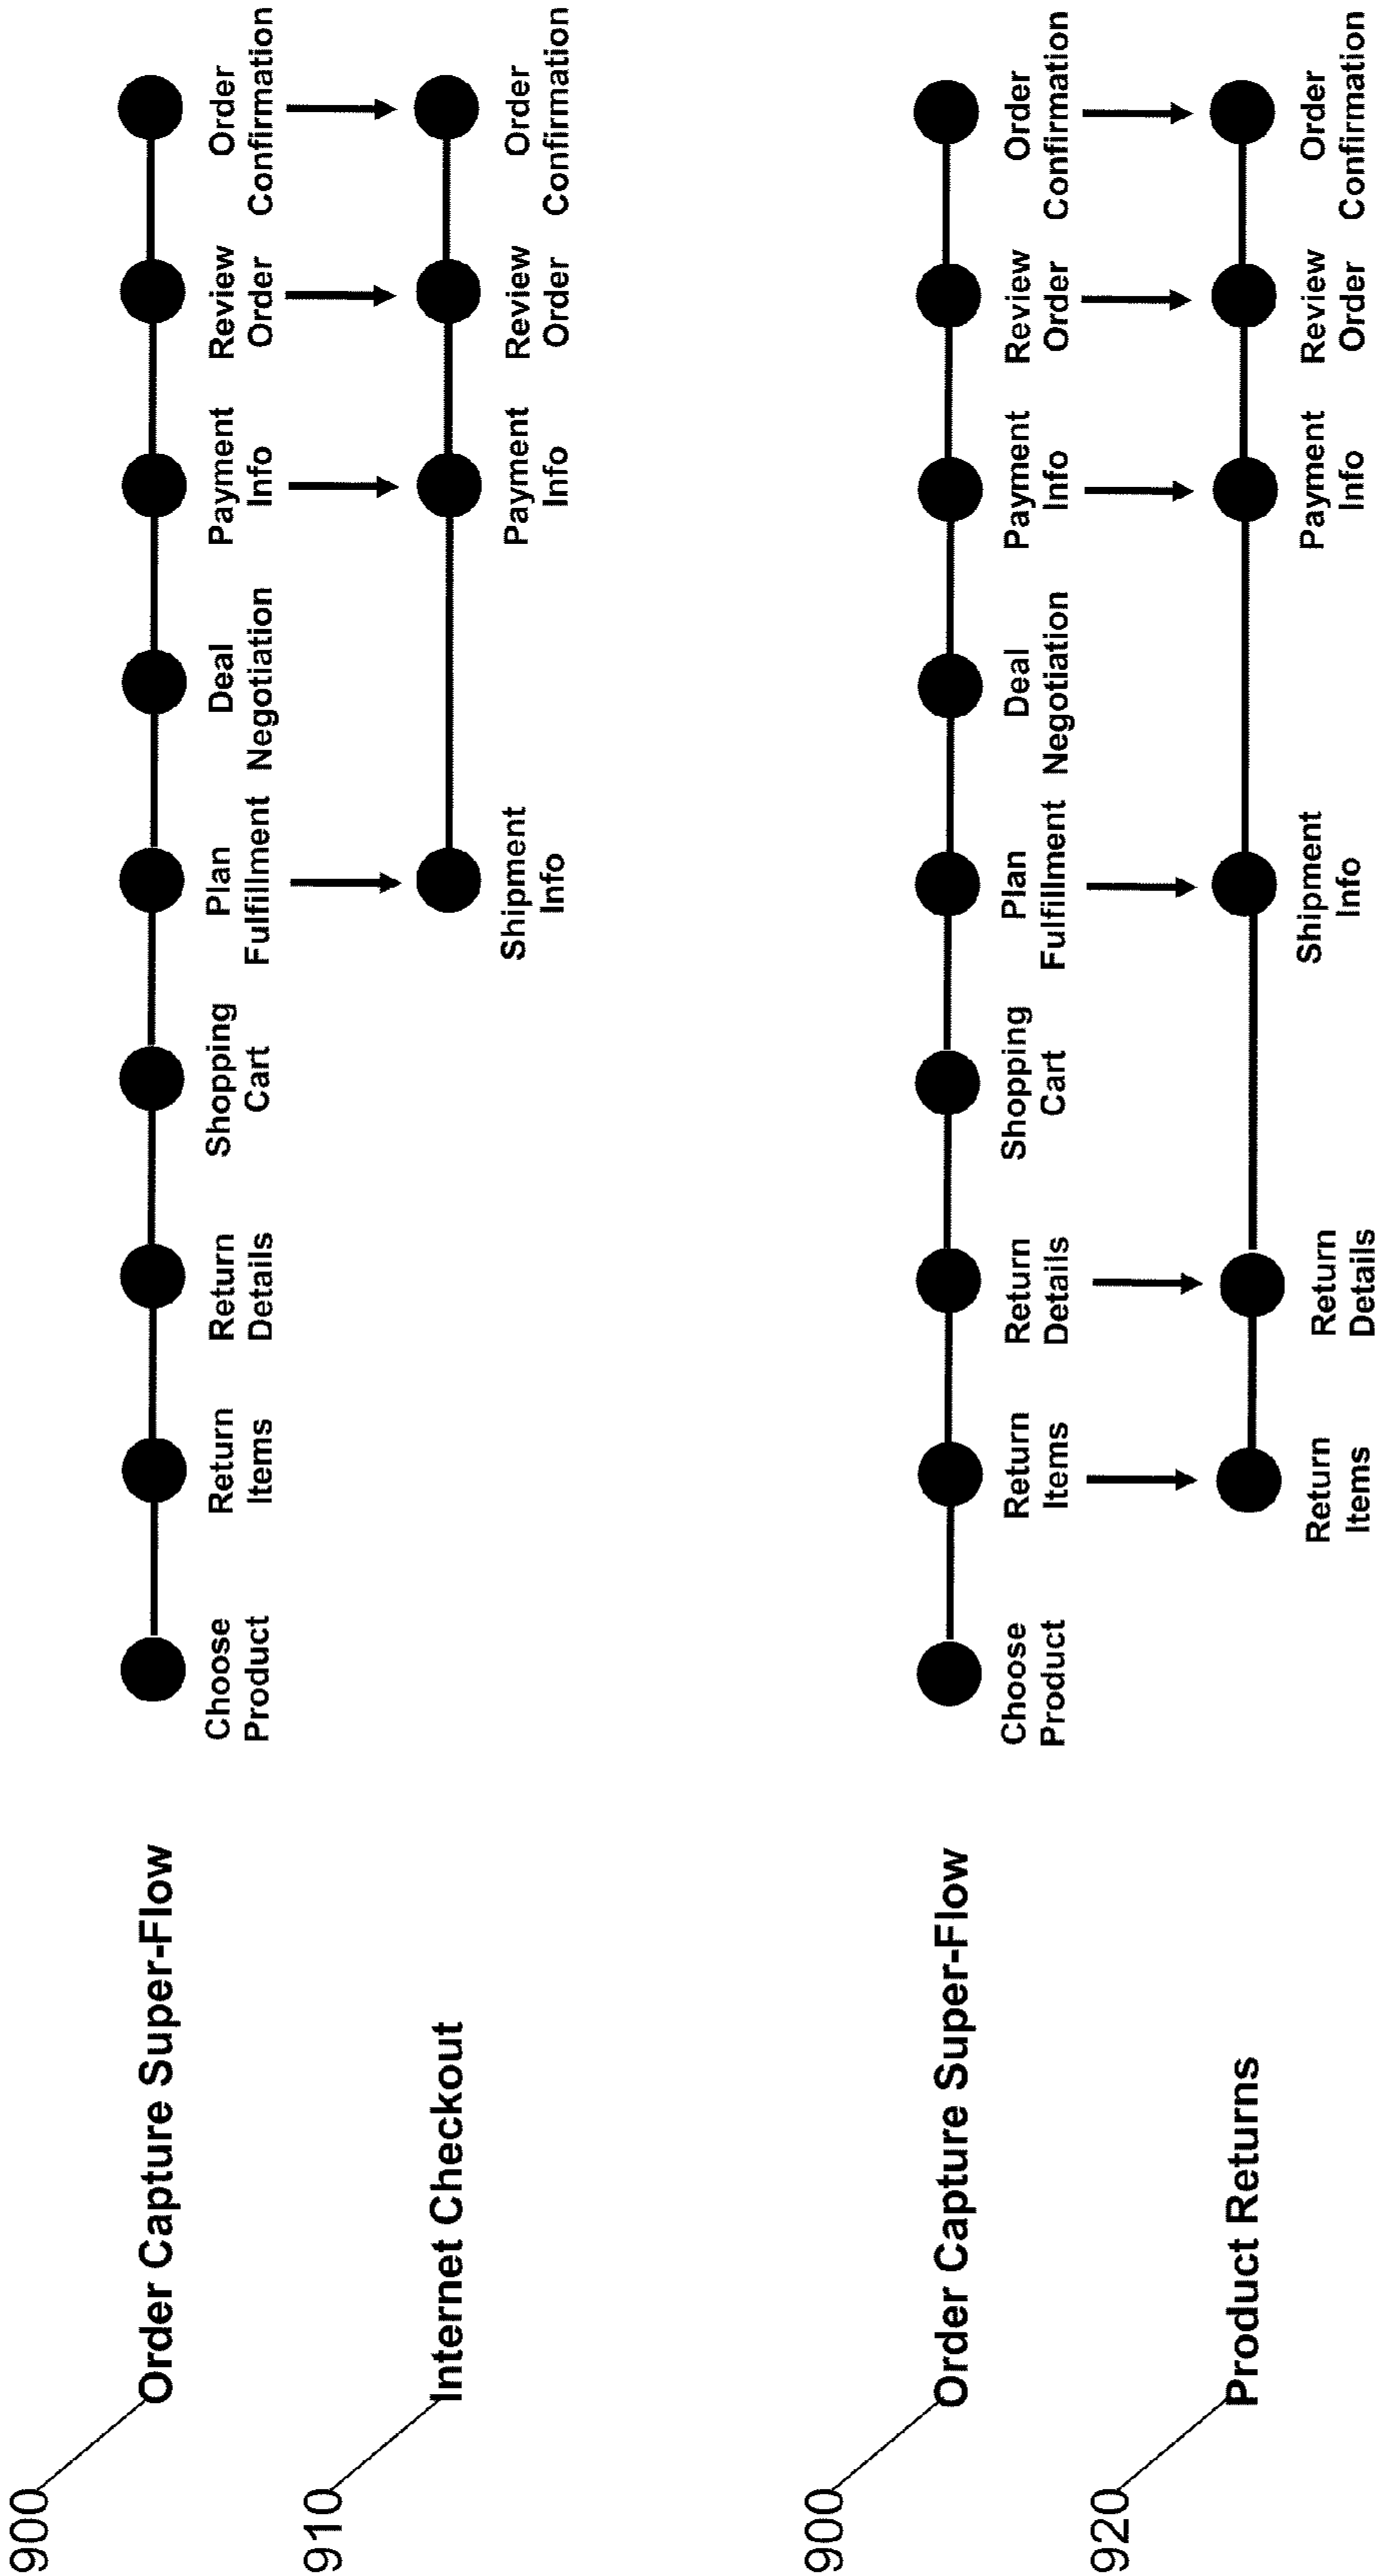 900
Order Capture Super-Flow
Choose
Product
Return
Items
Return
Details
Shopping
Cart
Plan
Fulfillment
Deal
Negotiation
Payment
Info
Review
Order
Order
Confirmation
910
Internet Checkout
Shipment
Info
Payment
Info
Review
Order
Order
Confirmation
900
Order Capture Super-Flow
Choose
Product
Return
Items
Return
Details
Shopping
Cart
Plan
Fulfillment
Deal
Negotiation
Payment
Info
Review
Order
Order
Confirmation
920
Product Returns
Return
Items
Return
Details
Shipment
Info
Payment
Info
Review
Order
Order
Confirmation